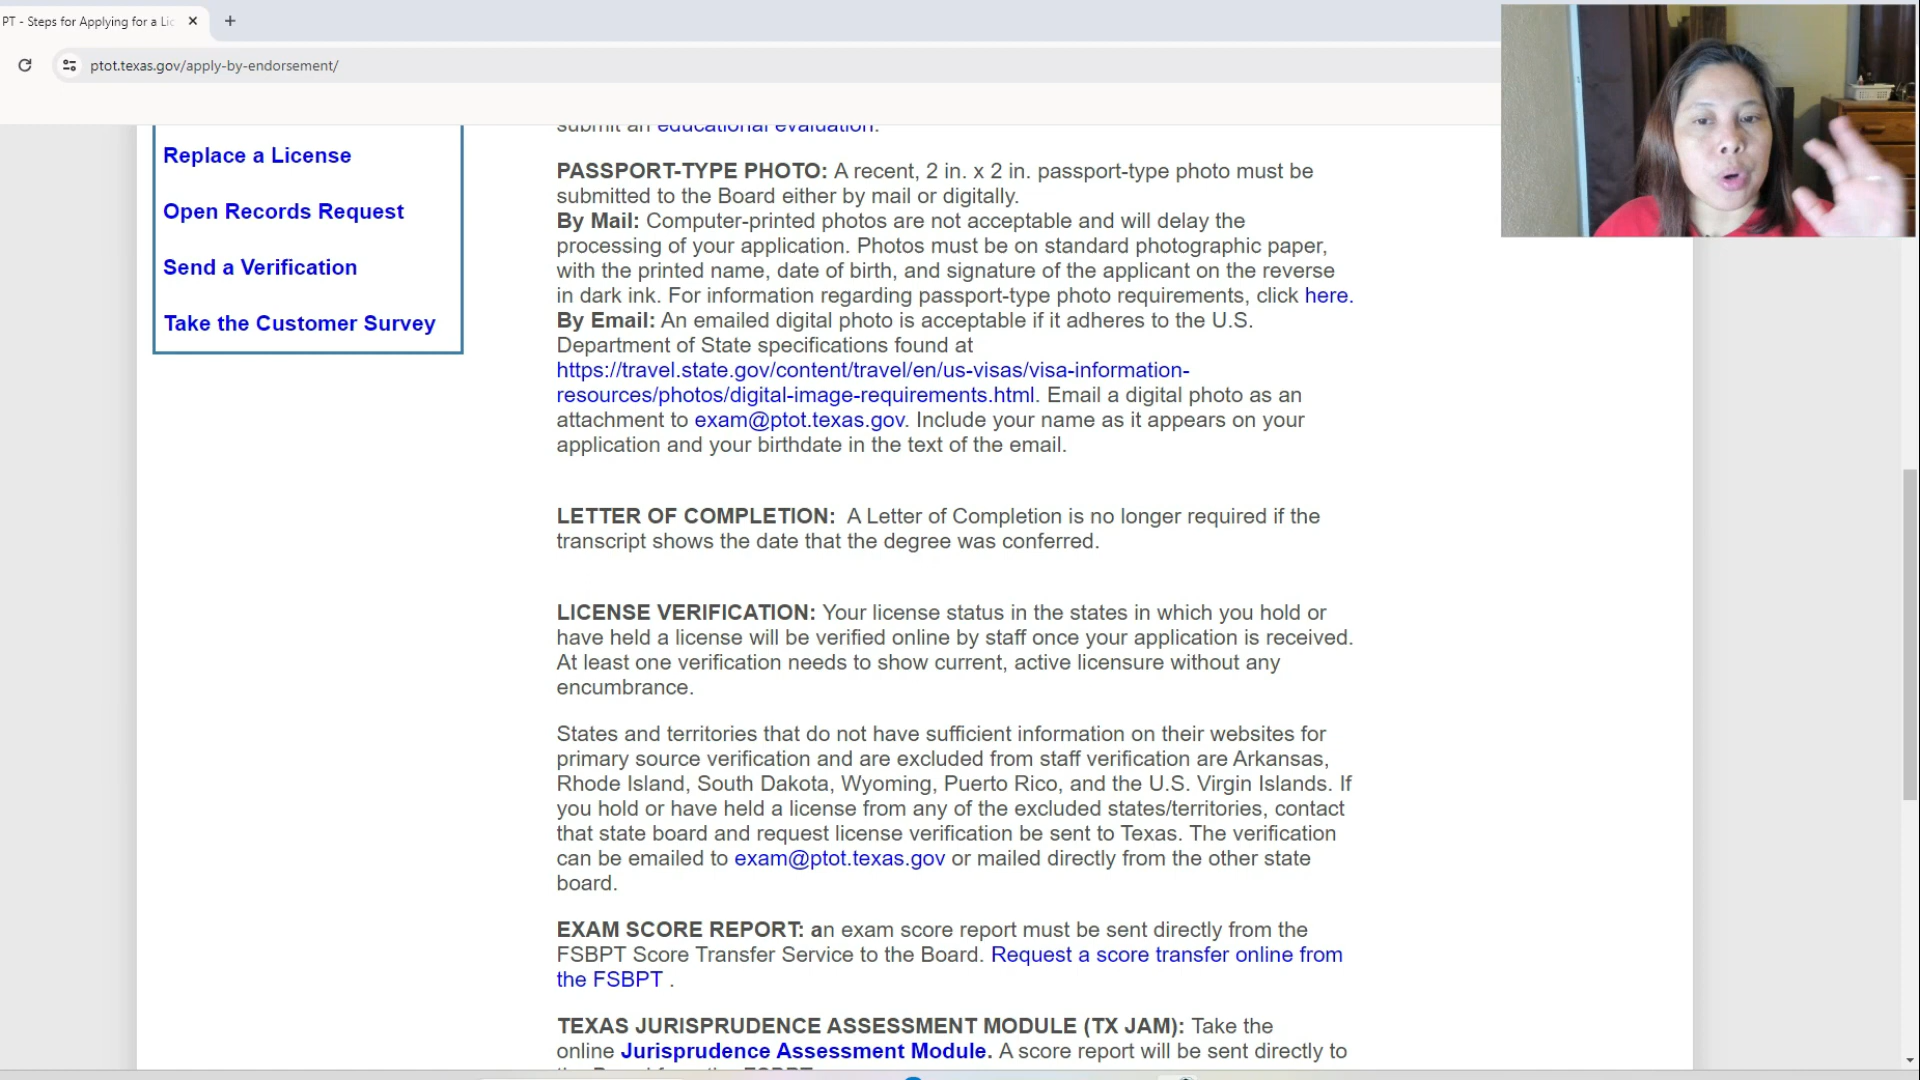 PT - Steps for Applying for a Lic
ptot.texas.gov/apply-by-endorsement/
Replace a License
Open Records Request
Send a Verification
Take the Customer Survey
submit an educational evaluation.
PASSPORT-TYPE PHOTO: A recent, 2 in. x 2 in. passport-type photo must be
submitted to the Board either by mail or digitally.
By Mail: Computer-printed photos are not acceptable and will delay the
processing of your application. Photos must be on standard photographic paper,
with the printed name, date of birth, and signature of the applicant on the reverse
in dark ink. For information regarding passport-type photo requirements, click here.
By Email: An emailed digital photo is acceptable if it adheres to the U.S.
Department of State specifications found at
https://travel.state.gov/content/travel/en/us-visas/visa-information-
resources/photos/digital-image-requirements.html. Email a digital photo as an
attachment to exam@ptot.texas.gov. Include your name as it appears on your
application and your birthdate in the text of the email.
LETTER OF COMPLETION: A Letter of Completion is no longer required if the
transcript shows the date that the degree was conferred.
LICENSE VERIFICATION: Your license status in the states in which you hold or
have held a license will be verified online by staff once your application is received.
At least one verification needs to show current, active licensure without any
encumbrance.
States and territories that do not have sufficient information on their websites for
primary source verification and are excluded from staff verification are Arkansas,
Rhode Island, South Dakota, Wyoming, Puerto Rico, and the U.S. Virgin Islands. If
you hold or have held a license from any of the excluded states/territories, contact
that state board and request license verification be sent to Texas. The verification
can be emailed to exam@ptot.texas.gov or mailed directly from the other state
board.
EXAM SCORE REPORT: an exam score report must be sent directly from the
FSBPT Score Transfer Service to the Board. Request a score transfer online from
the FSBPT .
TEXAS JURISPRUDENCE ASSESSMENT MODULE (TX JAM): Take the
online Jurisprudence Assessment Module. A score report will be sent directly to